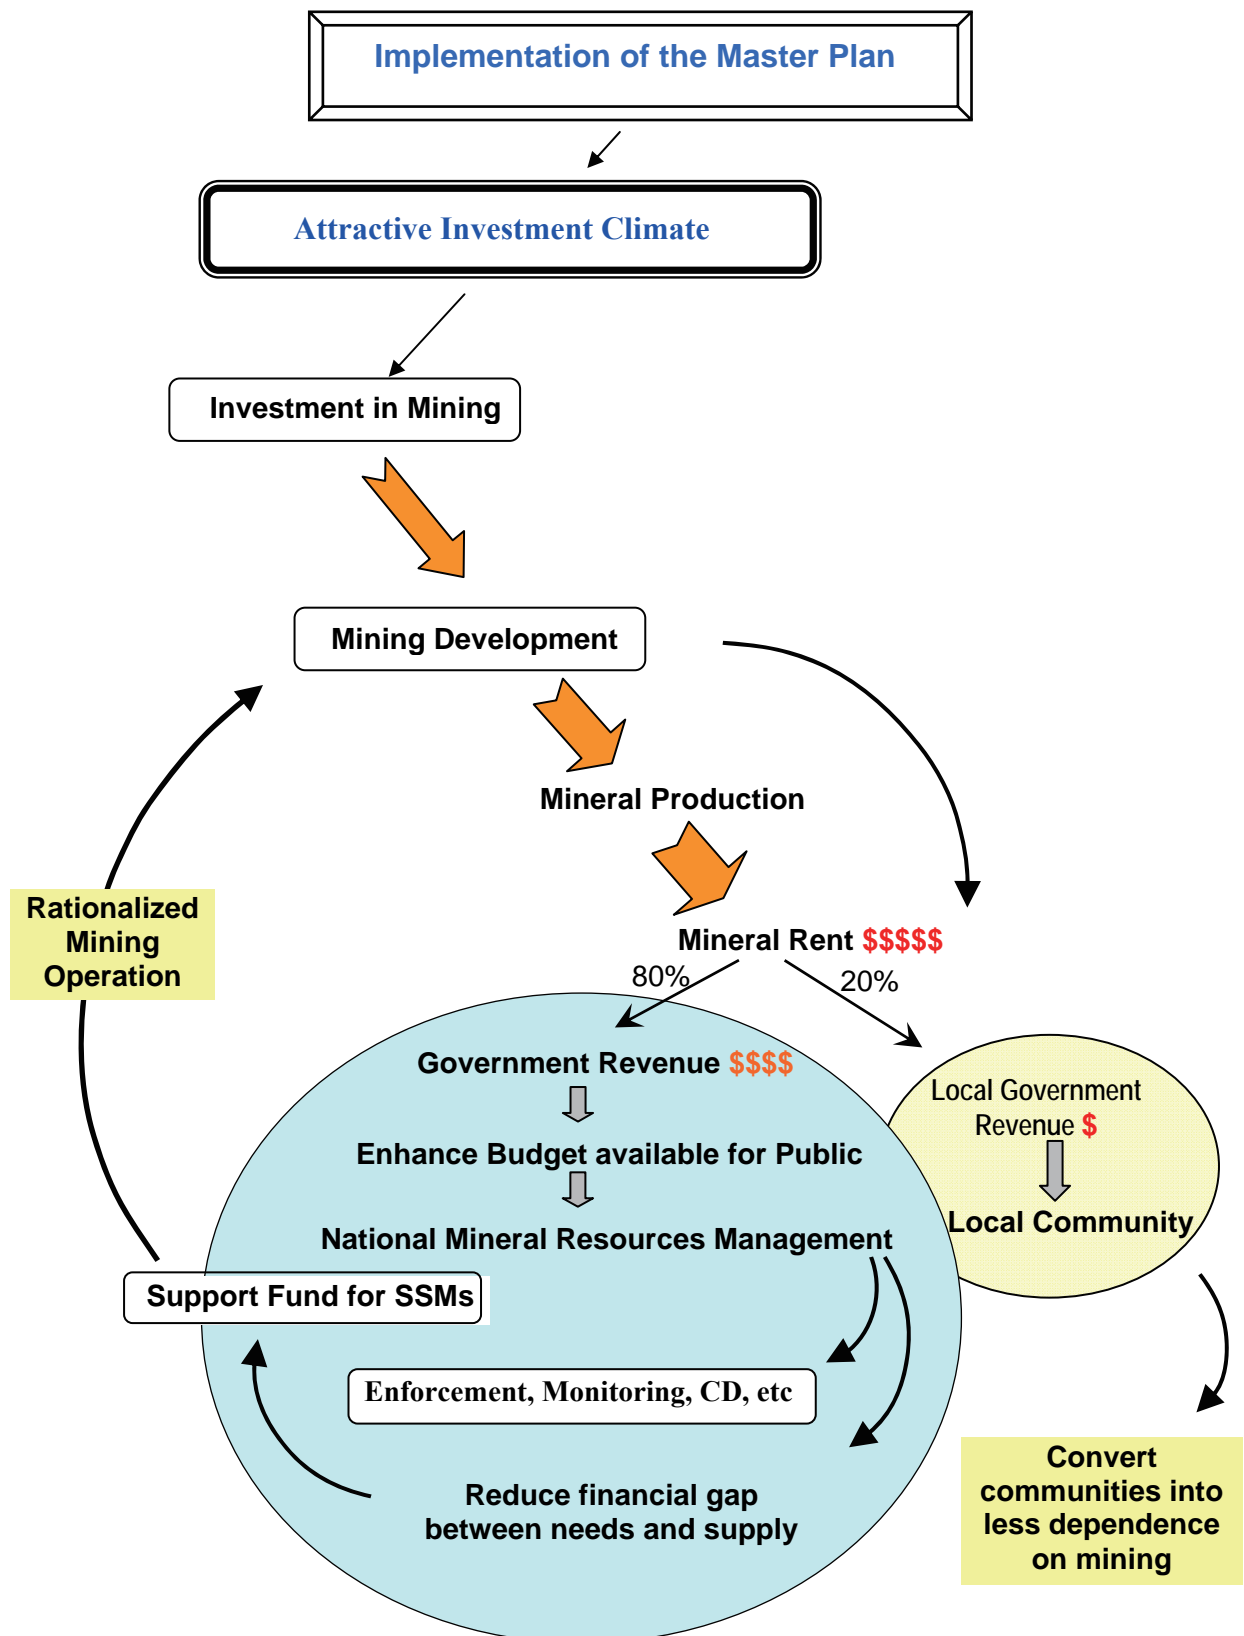 Implementation of the Master Plan
Attractive Investment Climate
Investment in Mining
Mining Development
Mineral Production
Rationalized
Mining
Operation
Mineral Rent $$$$$
80%
20%
Government Revenue $$$$
Local Government
Revenue $
Enhance Budget available for Public
Local Community
National Mineral Resources Management
Support Fund for SSMs
Enforcement, Monitoring, CD, etc
Reduce financial gap
between needs and supply
Convert
communities into
less dependence
on mining